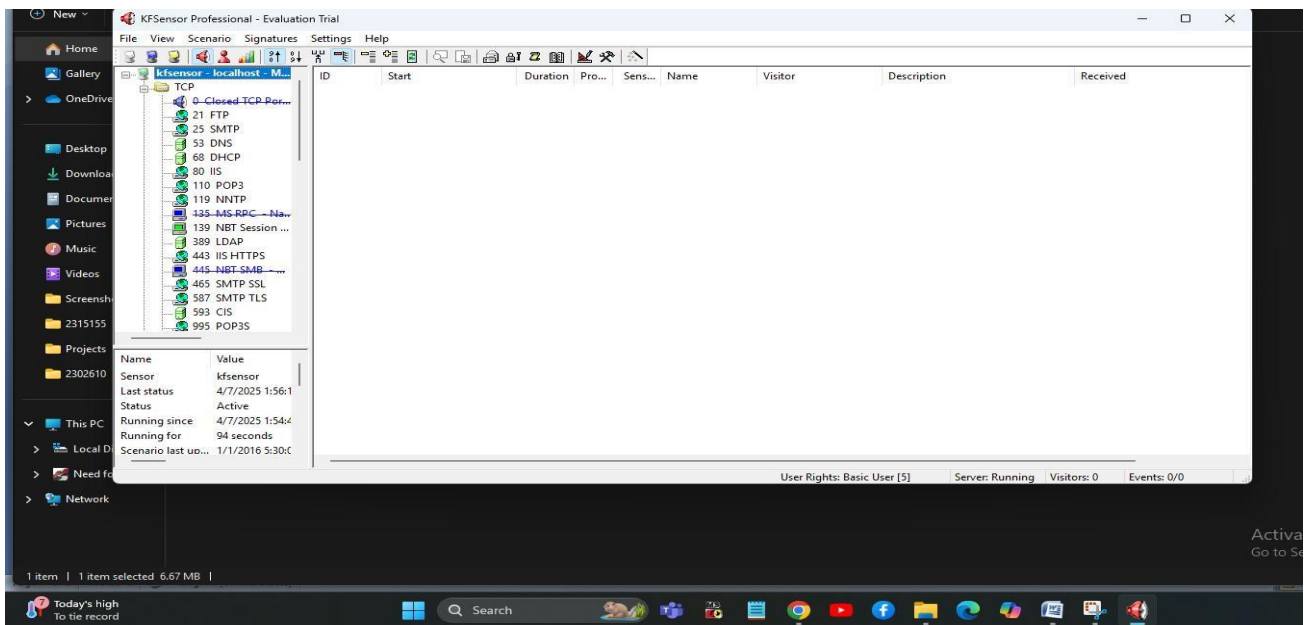 New
KFSensor Professional - Evaluation Trial
File View Scenario Signatures Settings Help
Home
Gallery
OneDrive
Desktop
Downloa
Documen
Pictures
Music
Videos
Screensh
2315155
Projects
2302610
This PC
Local Di
Need fo
Network
kfsensor - localhost - M...
TCP
0 Closed TCP Por...
21 FTP
25 SMTP
53 DNS
68 DHCP
80 IIS
110 POP3
119 NNTP
135 MS RPC - Na...
139 NBT Session ...
389 LDAP
443 IIS HTTPS
445 NBT SMB - ...
465 SMTP SSL
587 SMTP TLS
593 CIS
995 POP3S
ID Start Duration Pro... Sens... Name Visitor Description Received
Name Value
Sensor kfsensor
Last status 4/7/2025 1:56:1
Status Active
Running since 4/7/2025 1:54:4
Running for 94 seconds
Scenario last up... 1/1/2016 5:30:0
User Rights: Basic User [5] Server: Running Visitors: 0 Events: 0/0
Activa
Go to Se
1 item | 1 item selected 6.67 MB |
7
Today's high
To tie record
Search